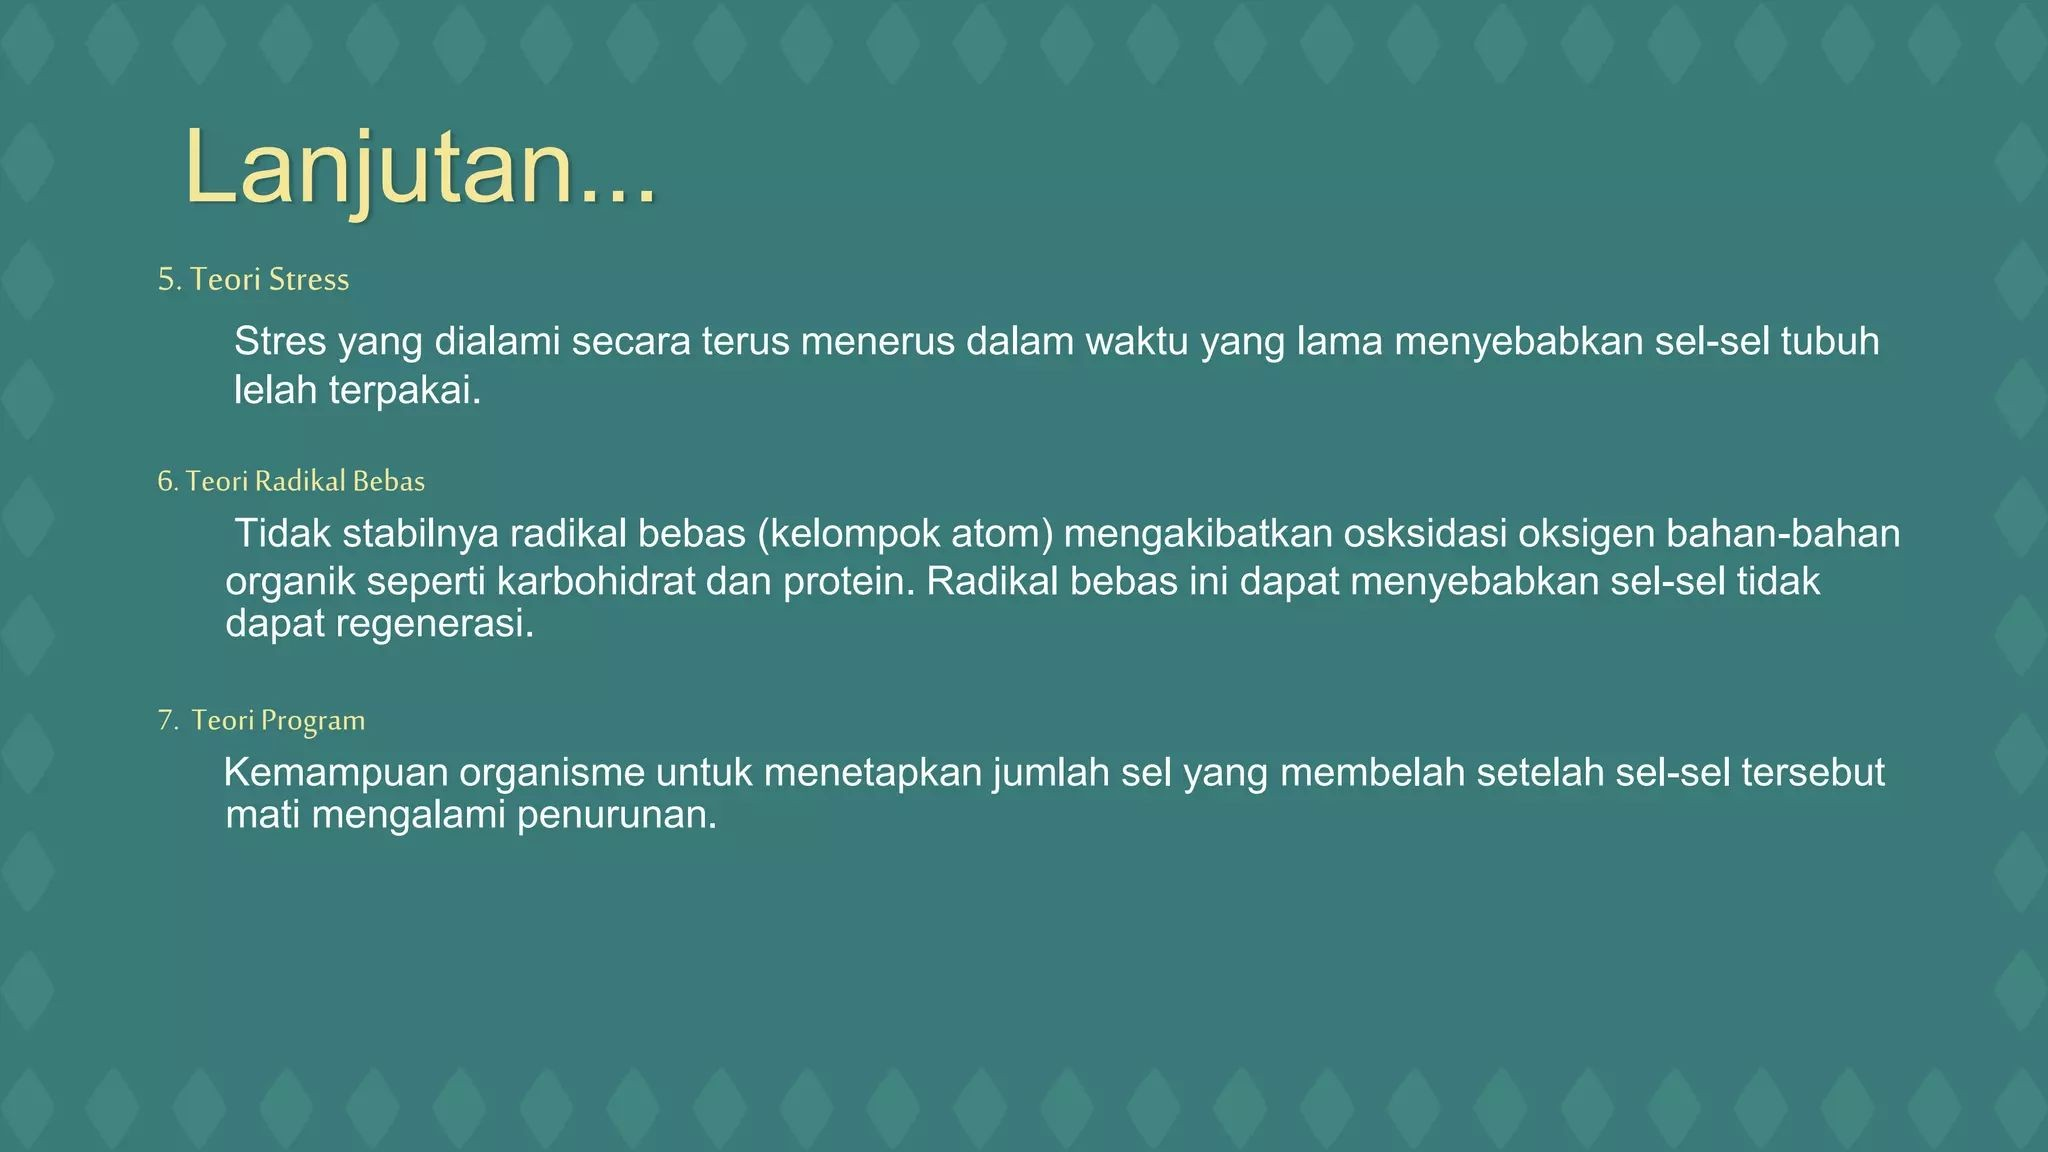 Lanjutan...
5. Teori Stress
Stres yang dialami secara terus menerus dalam waktu yang lama menyebabkan sel-sel tubuh
lelah terpakai.
6. Teori Radikal Bebas
Tidak stabilnya radikal bebas (kelompok atom) mengakibatkan osksidasi oksigen bahan-bahan
organik seperti karbohidrat dan protein. Radikal bebas ini dapat menyebabkan sel-sel tidak
dapat regenerasi.
7. Teori Program
Kemampuan organisme untuk menetapkan jumlah sel yang membelah setelah sel-sel tersebut
mati mengalami penurunan.